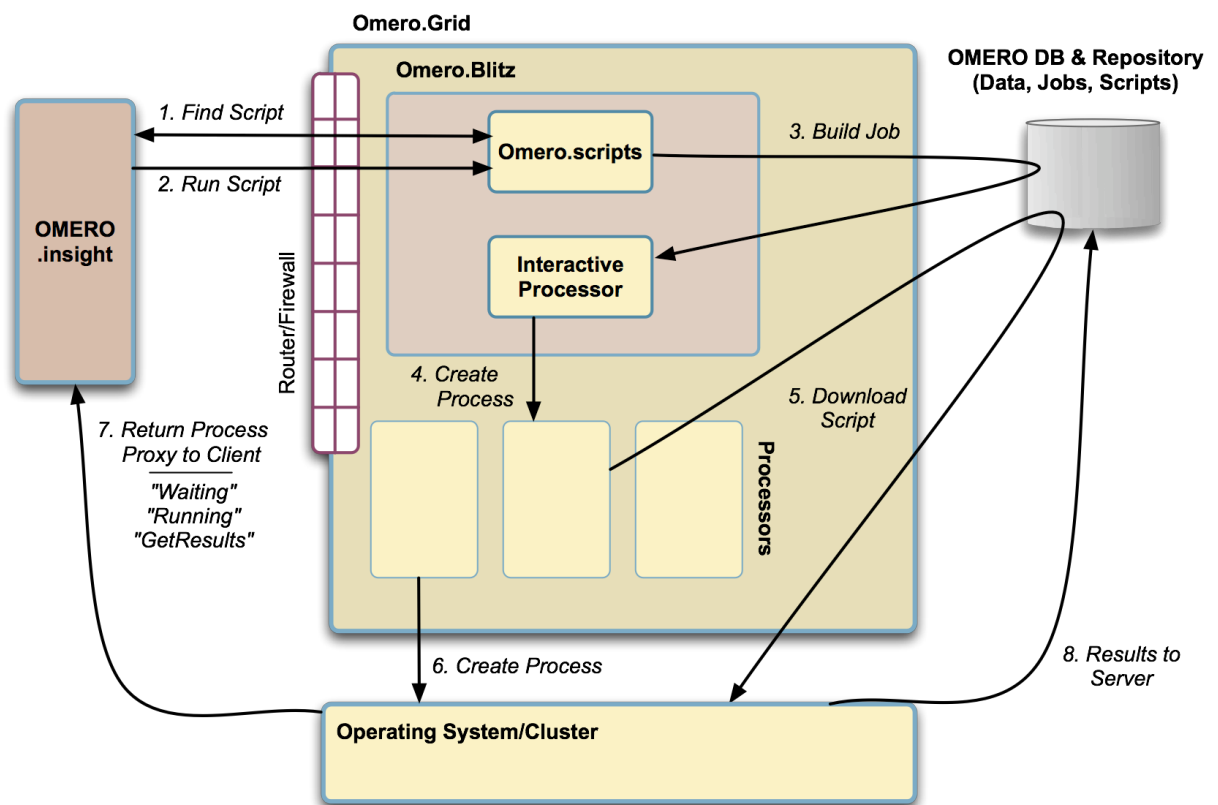 Omero.Grid
Omero.Blitz
OMERO DB & Repository
(Data, Jobs, Scripts)
1. Find Script
Omero.scripts
3. Build Job
2. Run Script
OMERO
.insight
Interactive
Processor
Router/Firewall
4. Create
Process
5. Download
Script
7. Return Process
Proxy to Client
"Waiting"
"Running"
"GetResults"
Processors
6. Create Process
8. Results to
Server
Operating System/Cluster